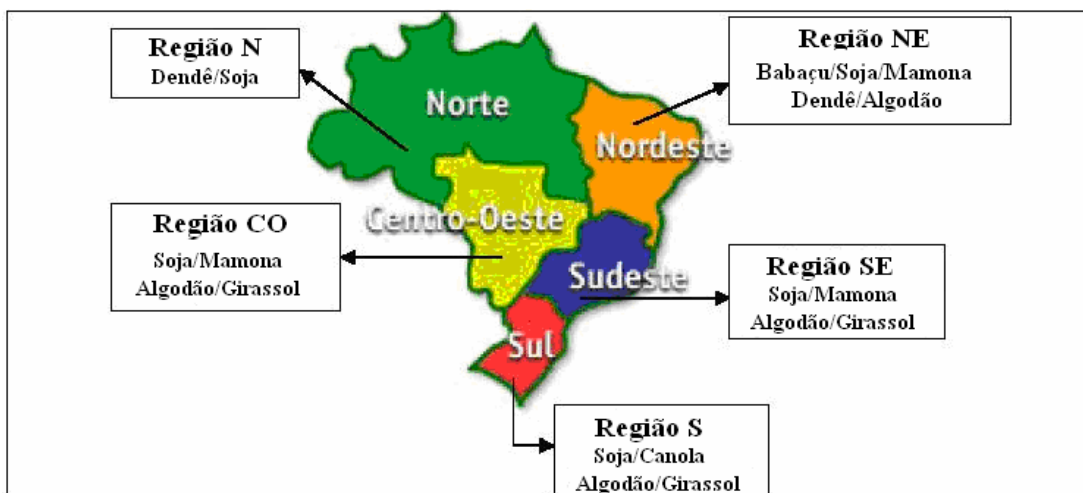 Região N
Dendê/Soja
Região NE
Babaçu/Soja/Mamona
Dendê/Algodão
Norte
Nordeste
Região CO
Soja/Mamona
Algodão/Girassol
Centro-Oeste
Sudeste
Região SE
Soja/Mamona
Algodão/Girassol
Sul
Região S
Soja/Canola
Algodão/Girassol